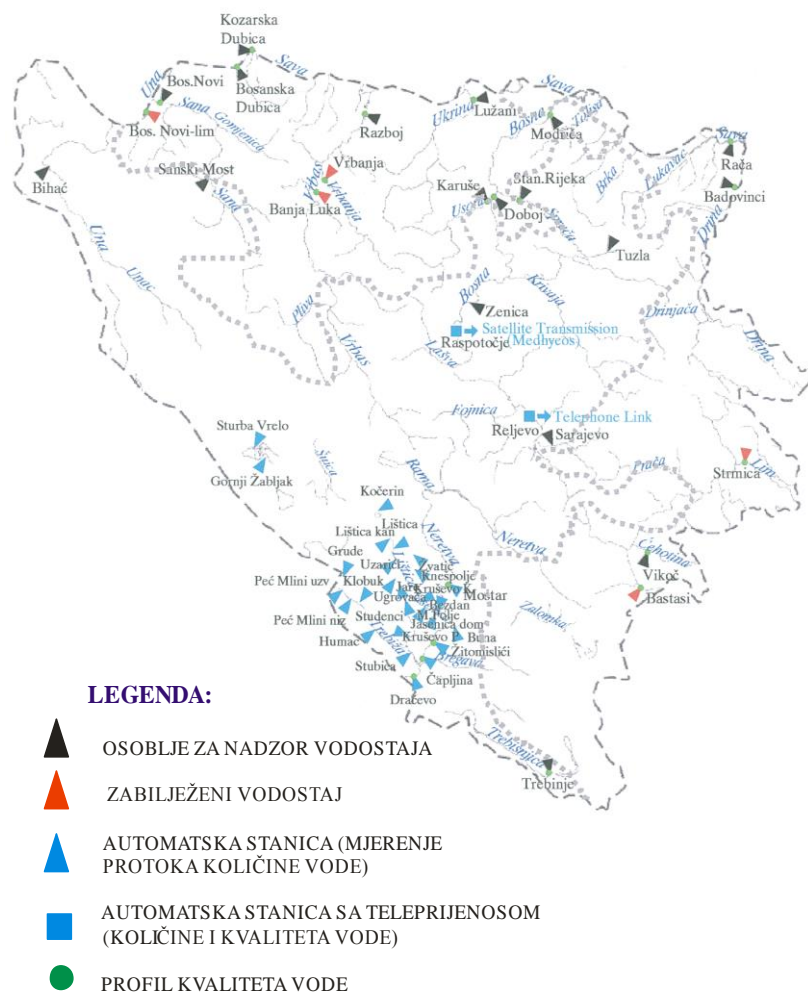 Kozarska
Dubica
Sava
Una
Bos.Novi
Bosanska
Dubica
Sana
Gomjenica
Bos. Novi-lim
Razboj
Ukrina
Lužani
Sava
Bosna
Tolisa
Modriča
Sava
Rača
Bihać
Sanski Most
Sana
Vrbas
Vrbanja
Vrbanja
Banja Luka
Karuše
Stan.Rijeka
Usora
Doboj
Brka
Lukavac
Badovinci
Drina
Una
Unac
Tuzla
Pliva
Bosna
Zenica
Krivaja
Drinjača
Satellite Transmission
(Medhycos)
Raspotočje
Lašva
Vrbas
Drina
Fojnica
Telephone Link
Reljevo
Sarajevo
Sturba Vrelo
Gornji Žabljak
Rama
Prača
Strmica
Lim
Kočerin
Lištica kan
Lištica
Neretva
Neretva
Ćehotina
Grude
Uzarići
Zvatić
Knespolje
Vikoč
Peć Mlini uzv
Klobuk
Jare
Kruševo K.
Ugrovača
Bezdan
Mostar
Bastasi
Peć Mlini niz
Studenci
M.Polje
Jasenica dom
Zalomka
Humac
Trebižat
Kruševo P.
Buna
Žitomislići
Stubica
Bregava
Čapljina
Dračevo
Trebišnjica
Trebinje
LEGENDA:
OSOBLJE ZA NADZOR VODOSTAJA
ZABILJEŽENI VODOSTAJ
AUTOMATSKA STANICA (MJERENJE
PROTOKA KOLIČINE VODE)
AUTOMATSKA STANICA SA TELEPRIJENOSOM
(KOLIČINE I KVALITETA VODE)
PROFIL KVALITETA VODE